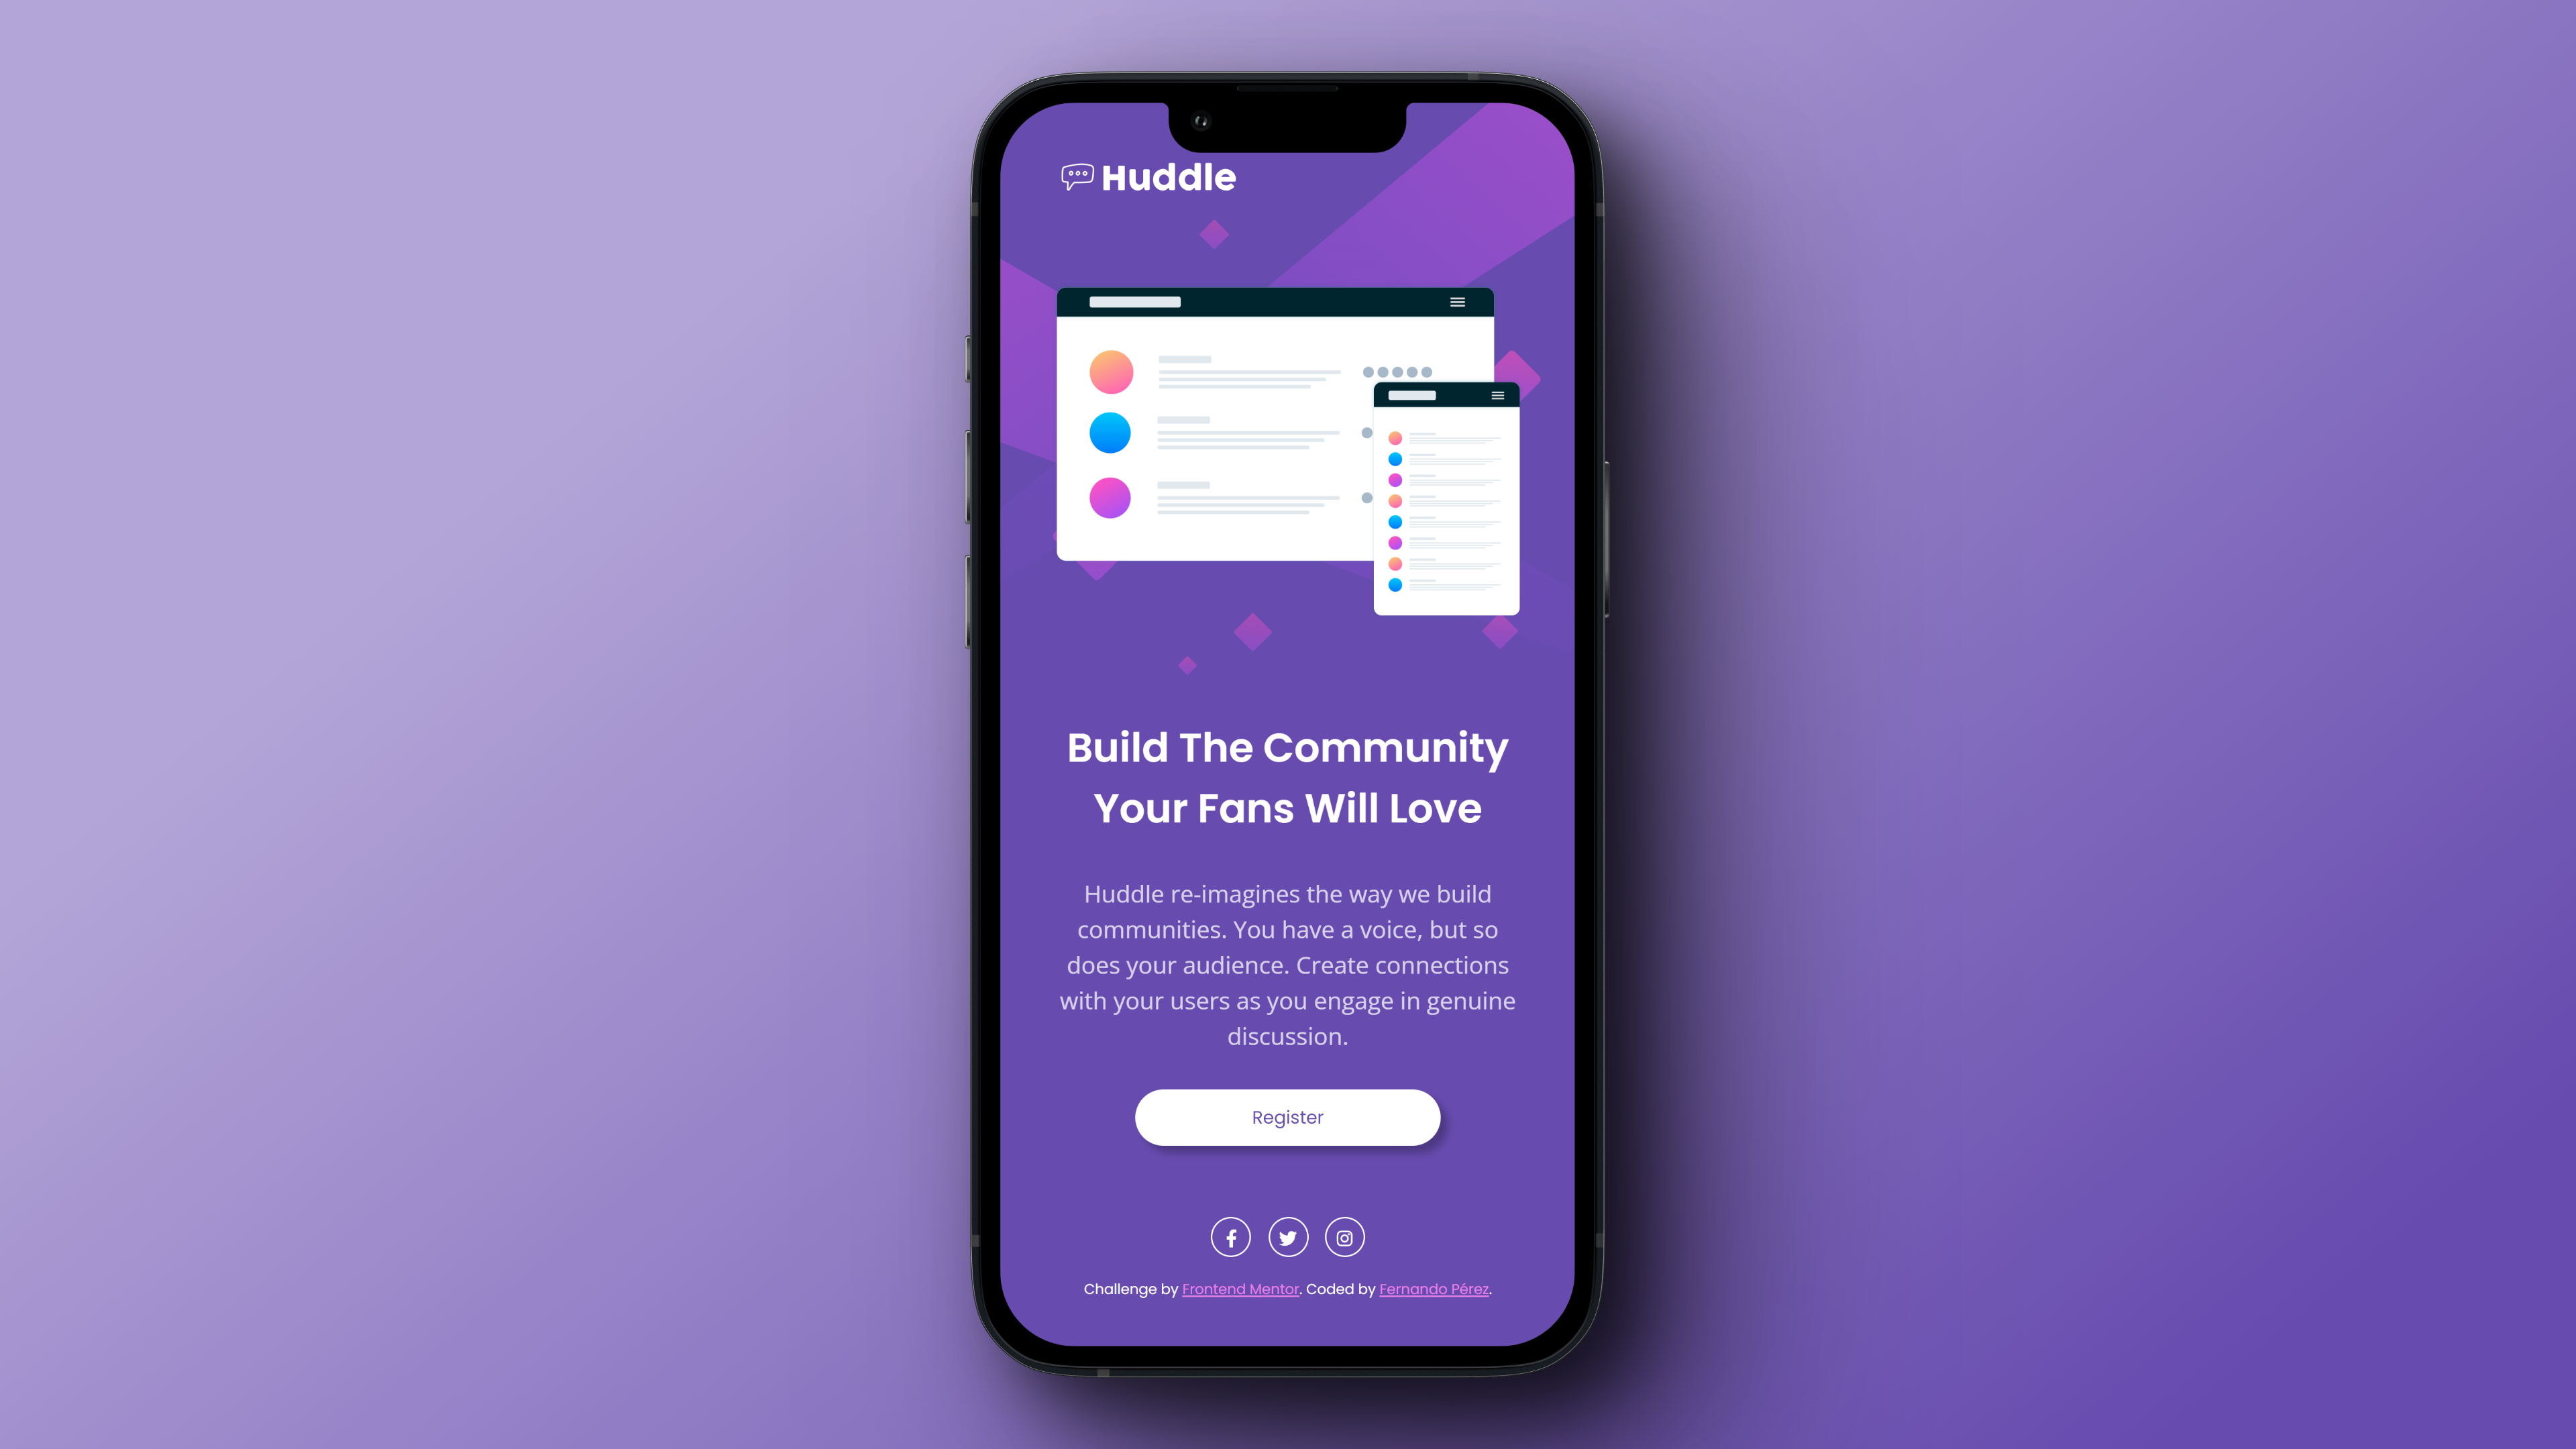 Huddle
Build The Community
Your Fans Will Love
Huddle re-imagines the way we build
communities. You have a voice, but so
does your audience. Create connections
with your users as you engage in genuine
discussion.
Register
Challenge by Frontend Mentor. Coded by Fernando Pérez.